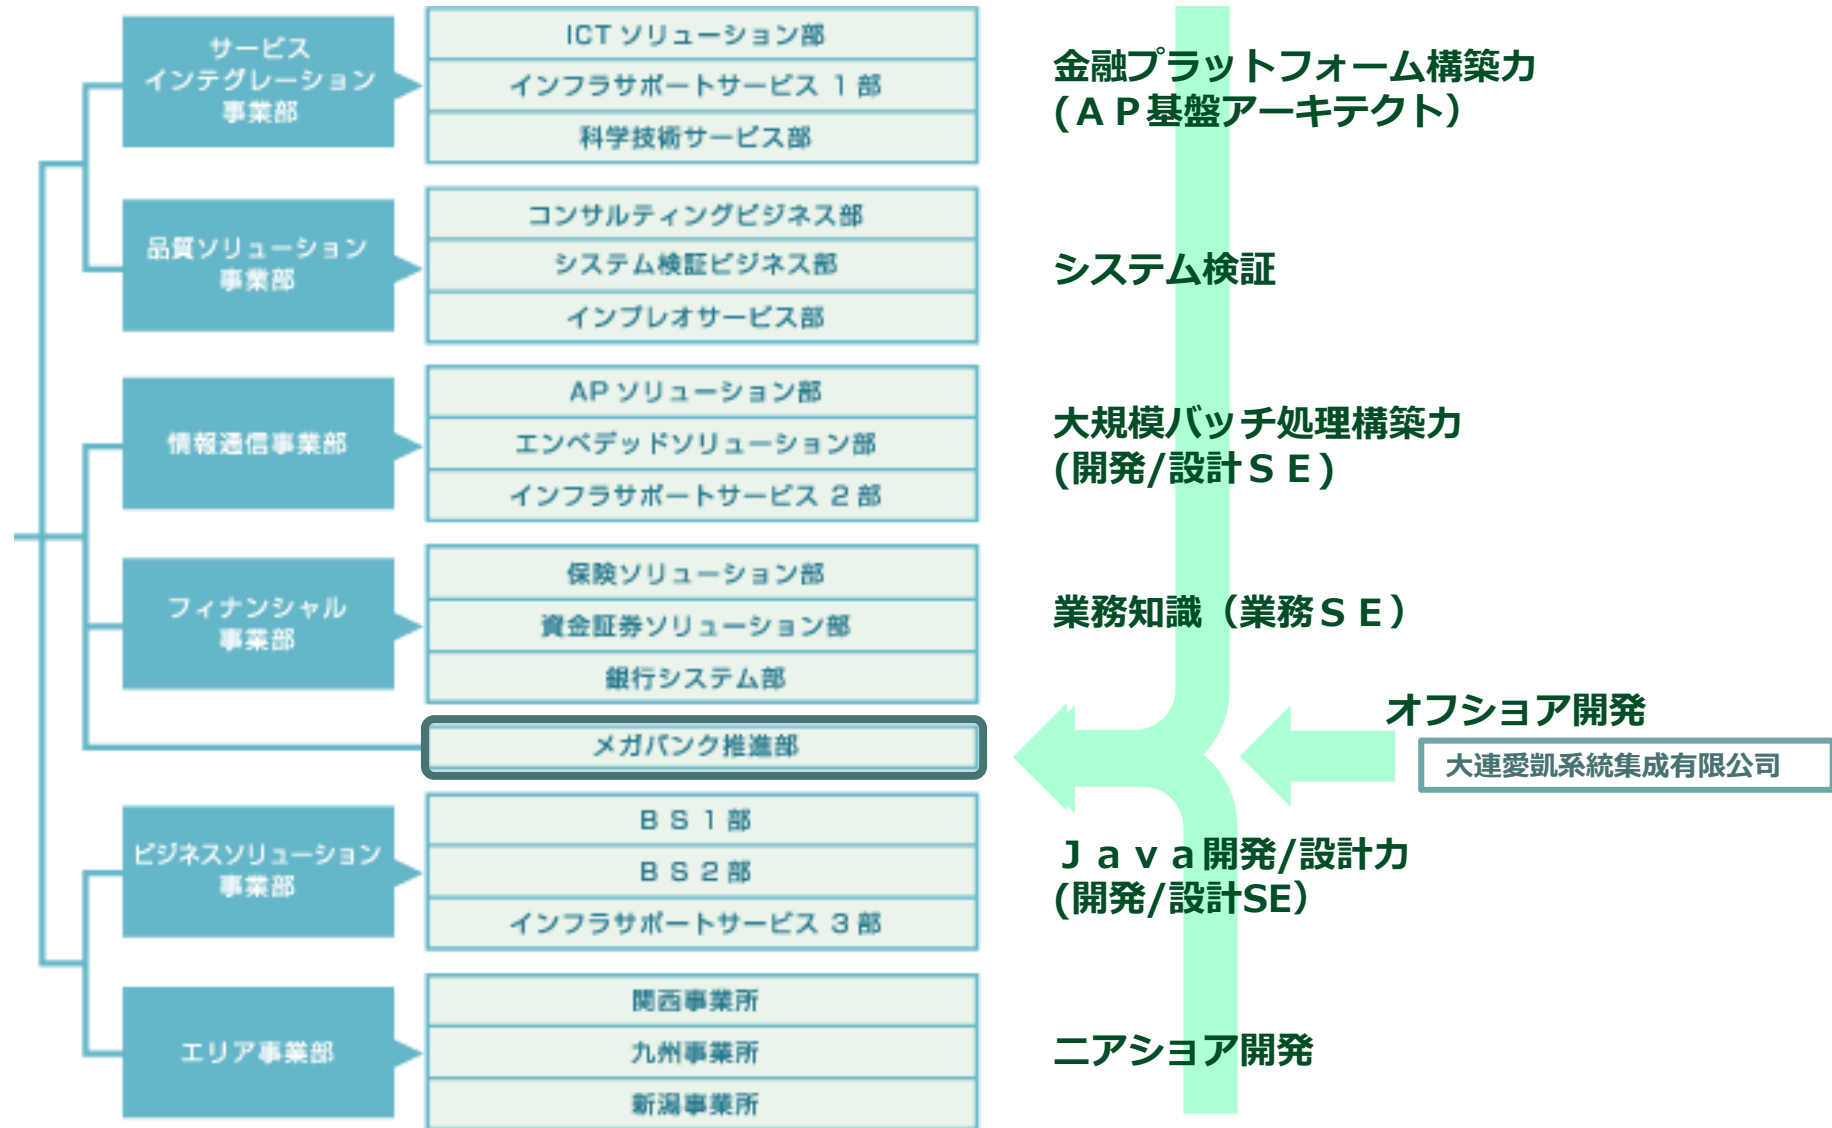 サービス
インテグレーション
事業部
ICT ソリューション部
インフラサポートサービス 1 部
科学技術サービス部
金融プラットフォーム構築力
(ＡＰ基盤アーキテクト）
品質ソリューション
事業部
コンサルティングビジネス部
システム検証ビジネス部
インプレオサービス部
システム検証
情報通信事業部
AP ソリューション部
エンベデッドソリューション部
インフラサポートサービス 2 部
大規模バッチ処理構築力
(開発/設計ＳＥ)
フィナンシャル
事業部
保険ソリューション部
資金証券ソリューション部
銀行システム部
業務知識（業務ＳＥ）
メガバンク推進部
オフショア開発
大連愛凱系統集成有限公司
ビジネスソリューション
事業部
ＢＳ１部
ＢＳ２部
インフラサポートサービス 3 部
Ｊａｖａ開発/設計力
(開発/設計SE）
エリア事業部
関西事業所
九州事業所
新潟事業所
ニアショア開発